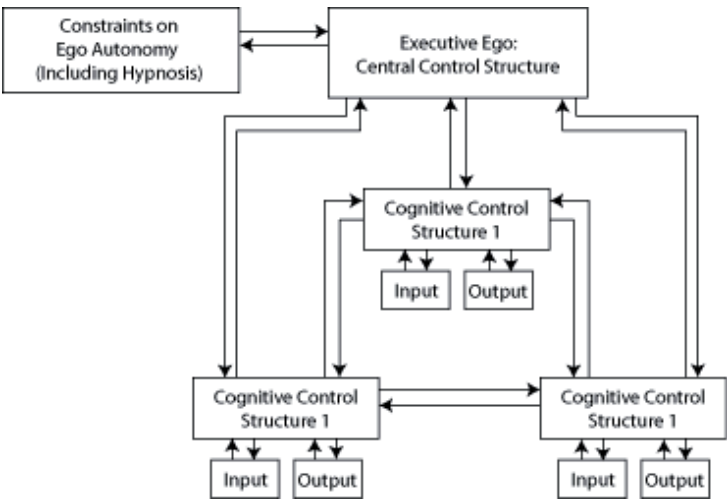 Constraints on
Ego Autonomy
(Including Hypnosis)
Executive Ego:
Central Control Structure
Cognitive Control
Structure 1
Input
Output
Cognitive Control
Structure 1
Input
Output
Cognitive Control
Structure 1
Input
Output